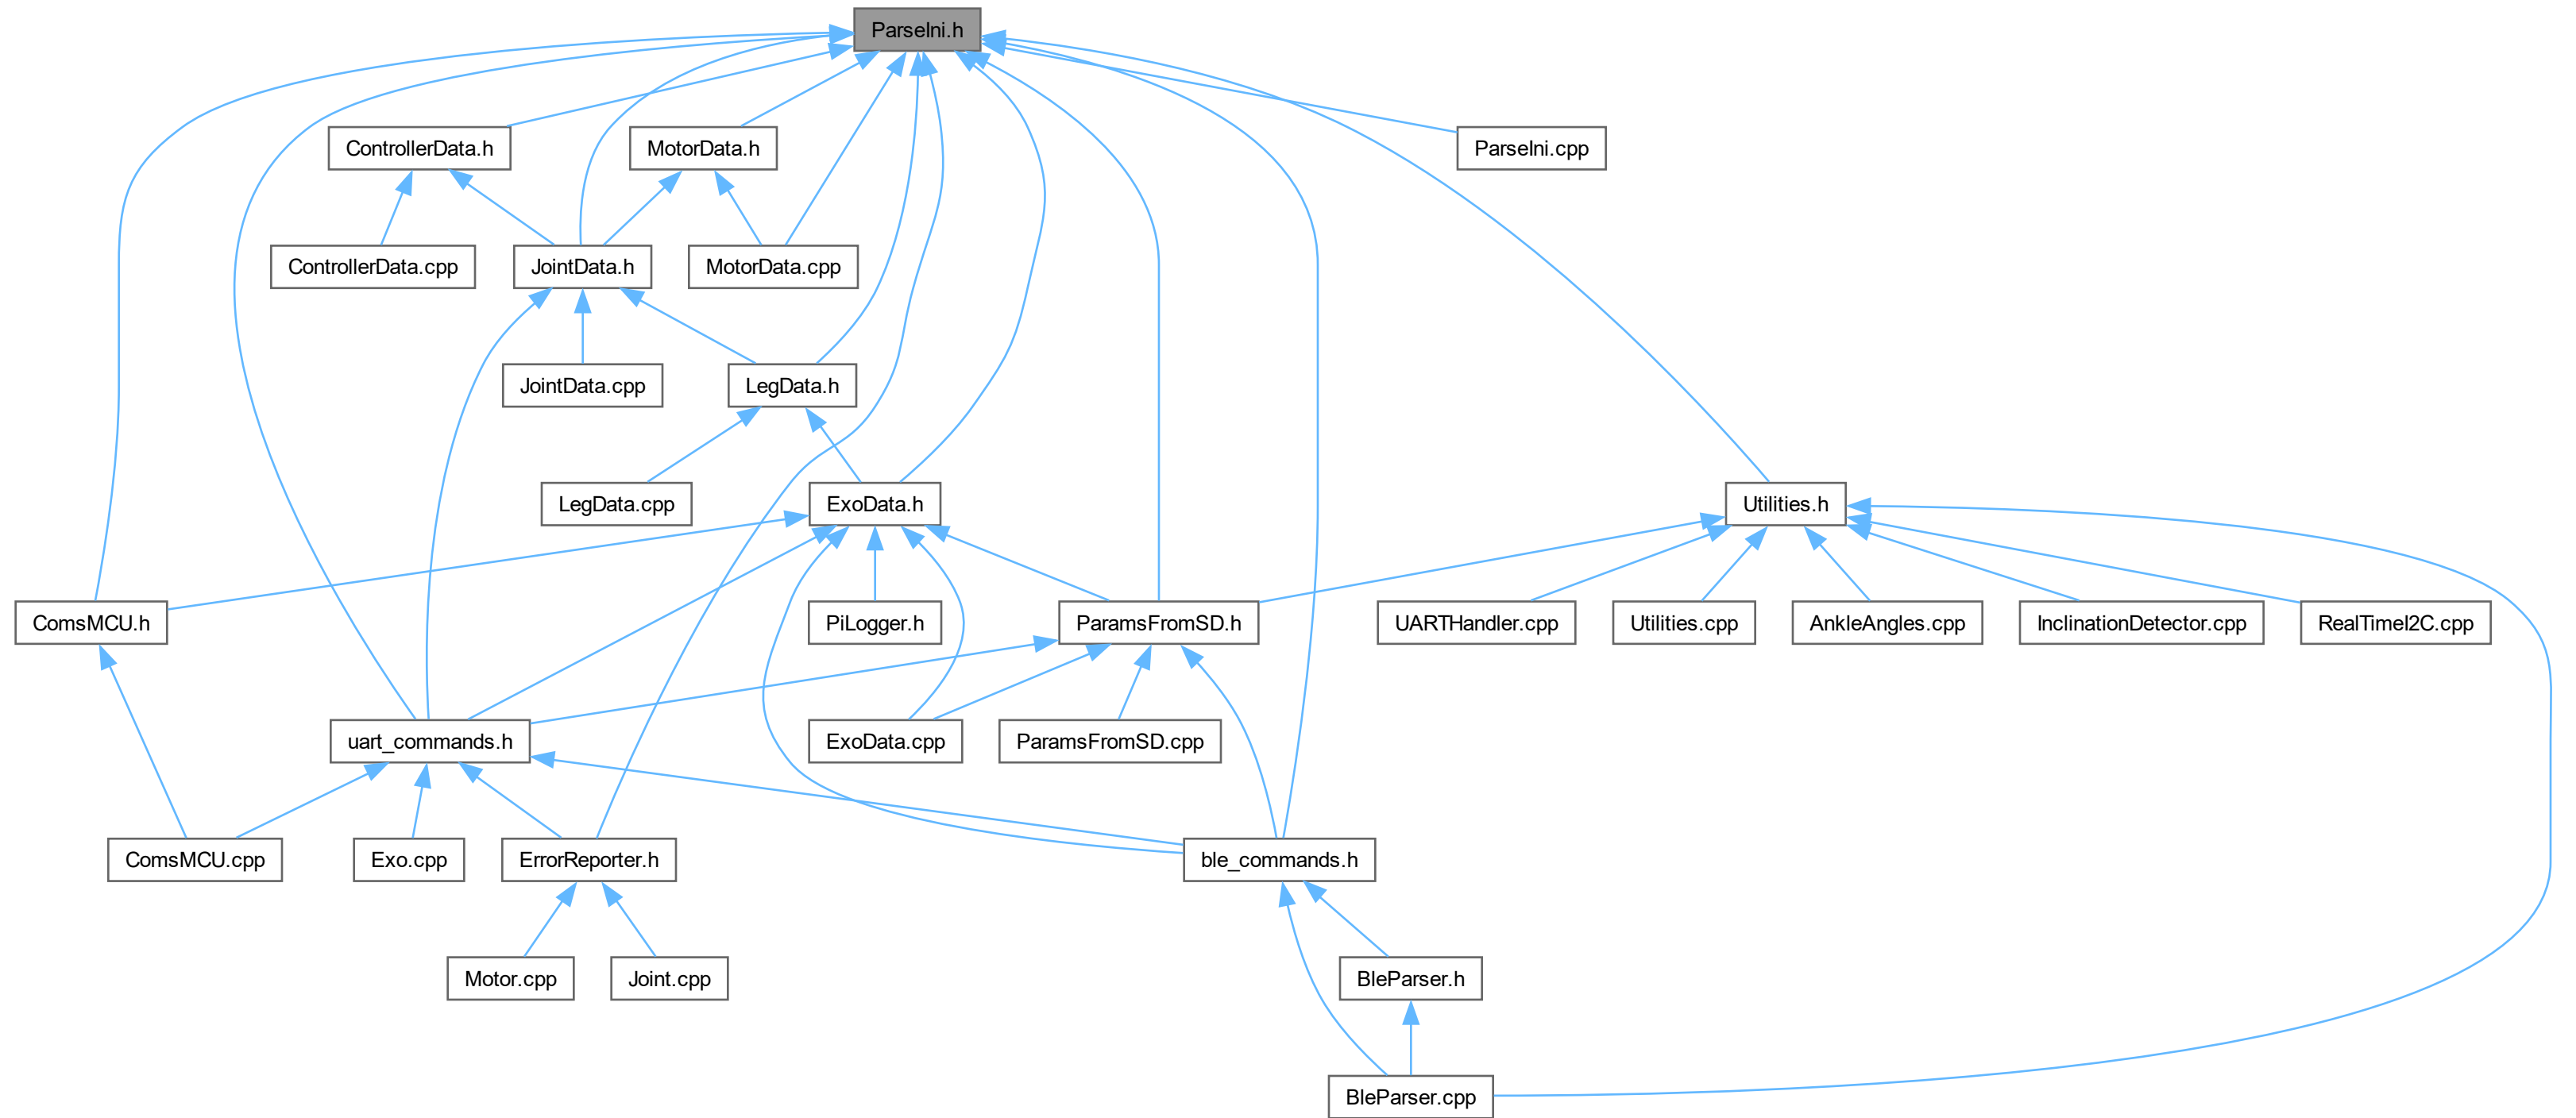 ParseIni.h
ControllerData.h
MotorData.h
ParseIni.cpp
ControllerData.cpp
JointData.h
MotorData.cpp
JointData.cpp
LegData.h
LegData.cpp
ExoData.h
Utilities.h
ComsMCU.h
PiLogger.h
ParamsFromSD.h
UARTHandler.cpp
Utilities.cpp
AnkleAngles.cpp
InclinationDetector.cpp
RealTimeI2C.cpp
uart_commands.h
ExoData.cpp
ParamsFromSD.cpp
ComsMCU.cpp
Exo.cpp
ErrorReporter.h
ble_commands.h
Motor.cpp
Joint.cpp
BleParser.h
BleParser.cpp